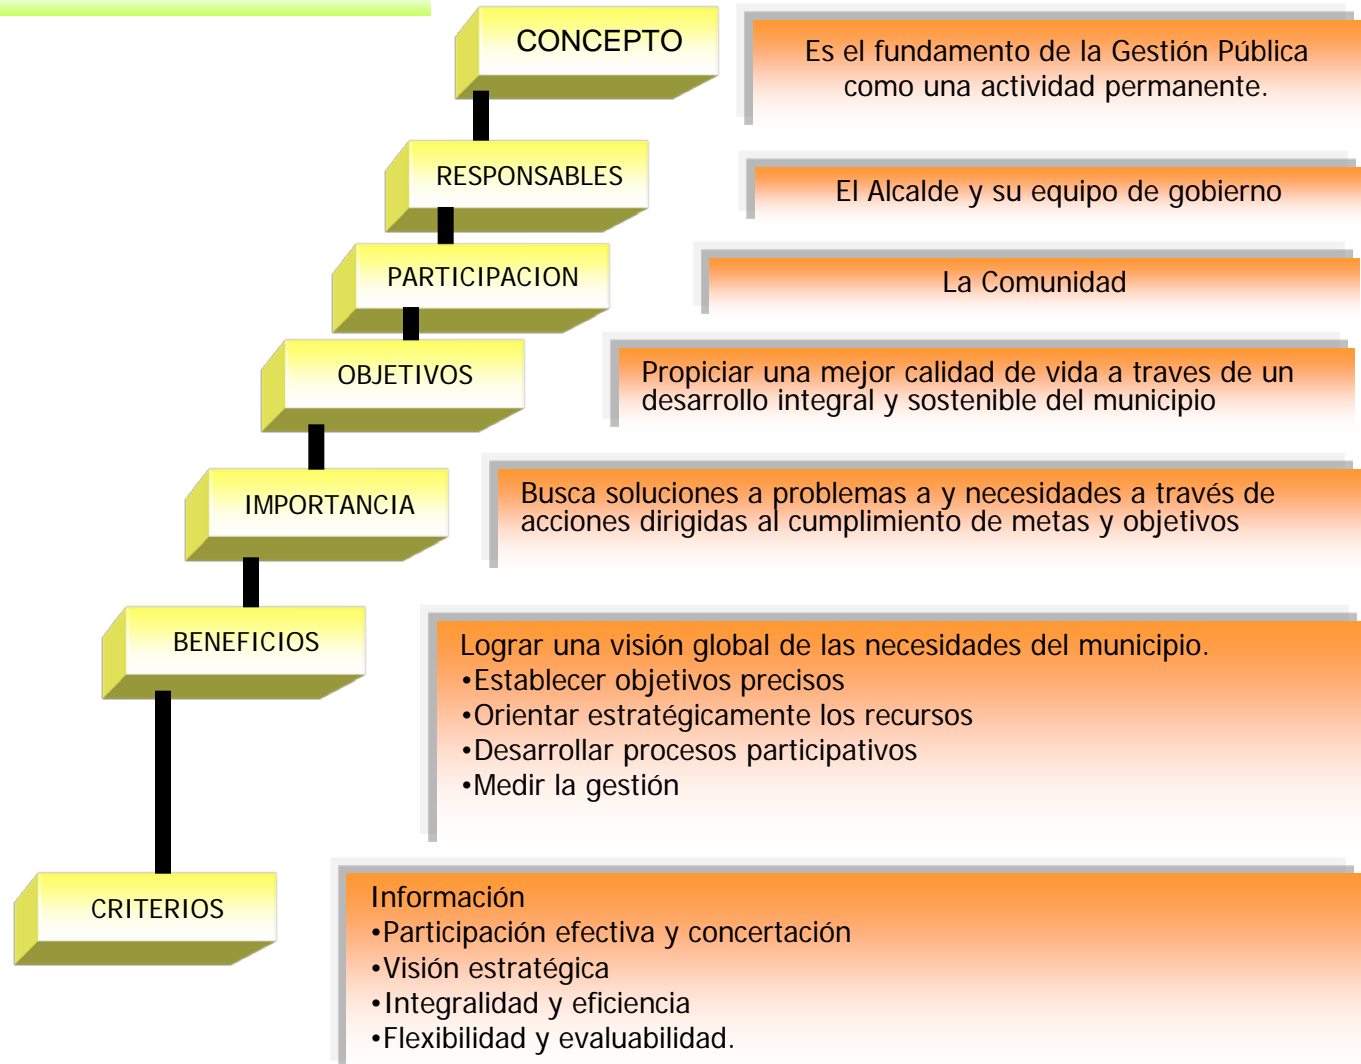 CONCEPTO
Es el fundamento de la Gestión Pública
como una actividad permanente.
RESPONSABLES
El Alcalde y su equipo de gobierno
PARTICIPACION
La Comunidad
OBJETIVOS
Propiciar una mejor calidad de vida a traves de un
desarrollo integral y sostenible del municipio
IMPORTANCIA
Busca soluciones a problemas a y necesidades a través de
acciones dirigidas al cumplimiento de metas y objetivos
BENEFICIOS
Lograr una visión global de las necesidades del municipio.
•Establecer objetivos precisos
•Orientar estratégicamente los recursos
•Desarrollar procesos participativos
•Medir la gestión
CRITERIOS
Información
•Participación efectiva y concertación
•Visión estratégica
•Integralidad y eficiencia
•Flexibilidad y evaluabilidad.